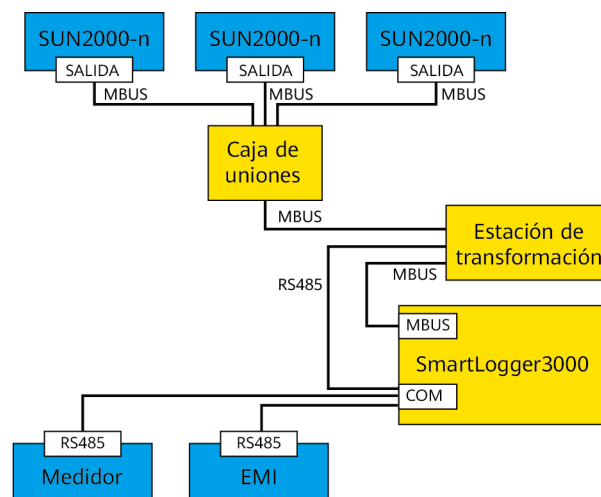 SUN2000-n
SUN2000-n
SUN2000-n
SALIDA
SALIDA
SALIDA
MBUS
MBUS
MBUS
Caja de
uniones
MBUS
Estación de
transformación
MBUS
RS485
MBUS
SmartLogger3000
COM
RS485
RS485
Medidor
EMI